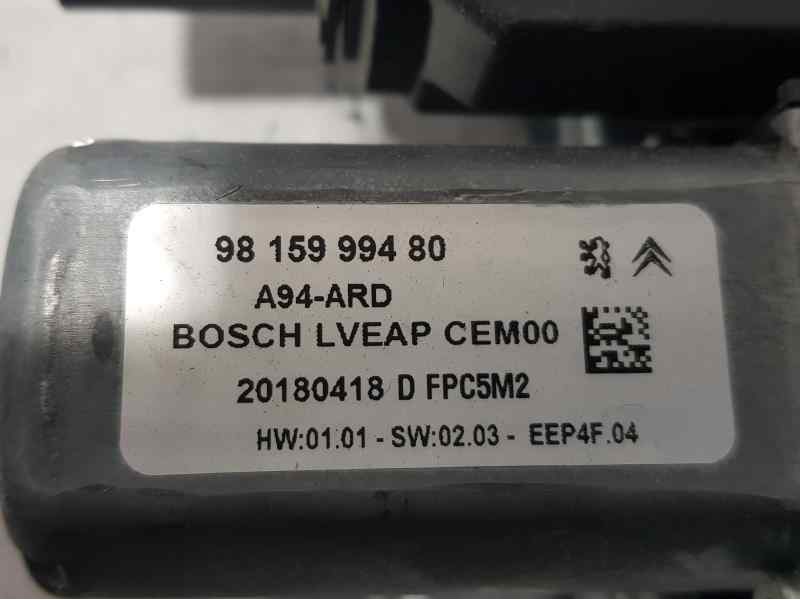 98 159 994 80
A94-ARD
BOSCH LVEAP CEM00
20180418 D FPC5M2
HW:01.01 - SW:02.03 - EEP4F.04